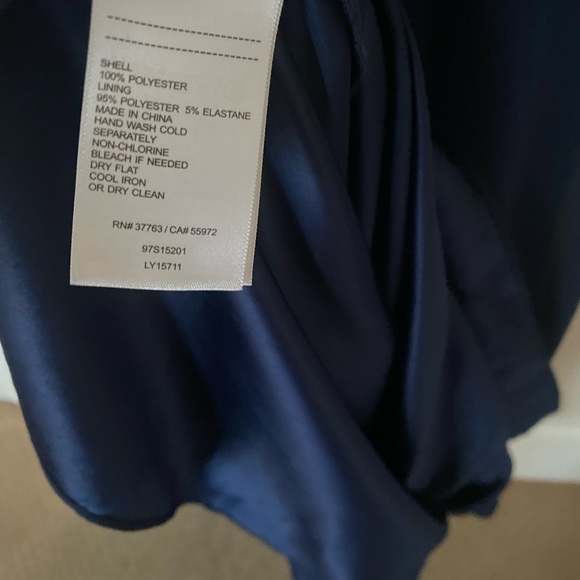 SHELL
100% POLYESTER
LINING
95% POLYESTER 5% ELASTANE
MADE IN CHINA
HAND WASH COLD
SEPARATELY
NON-CHLORINE
BLEACH IF NEEDED
DRY FLAT
COOL IRON
OR DRY CLEAN
RN# 37763 / CA# 55972
97S15201
LY15711